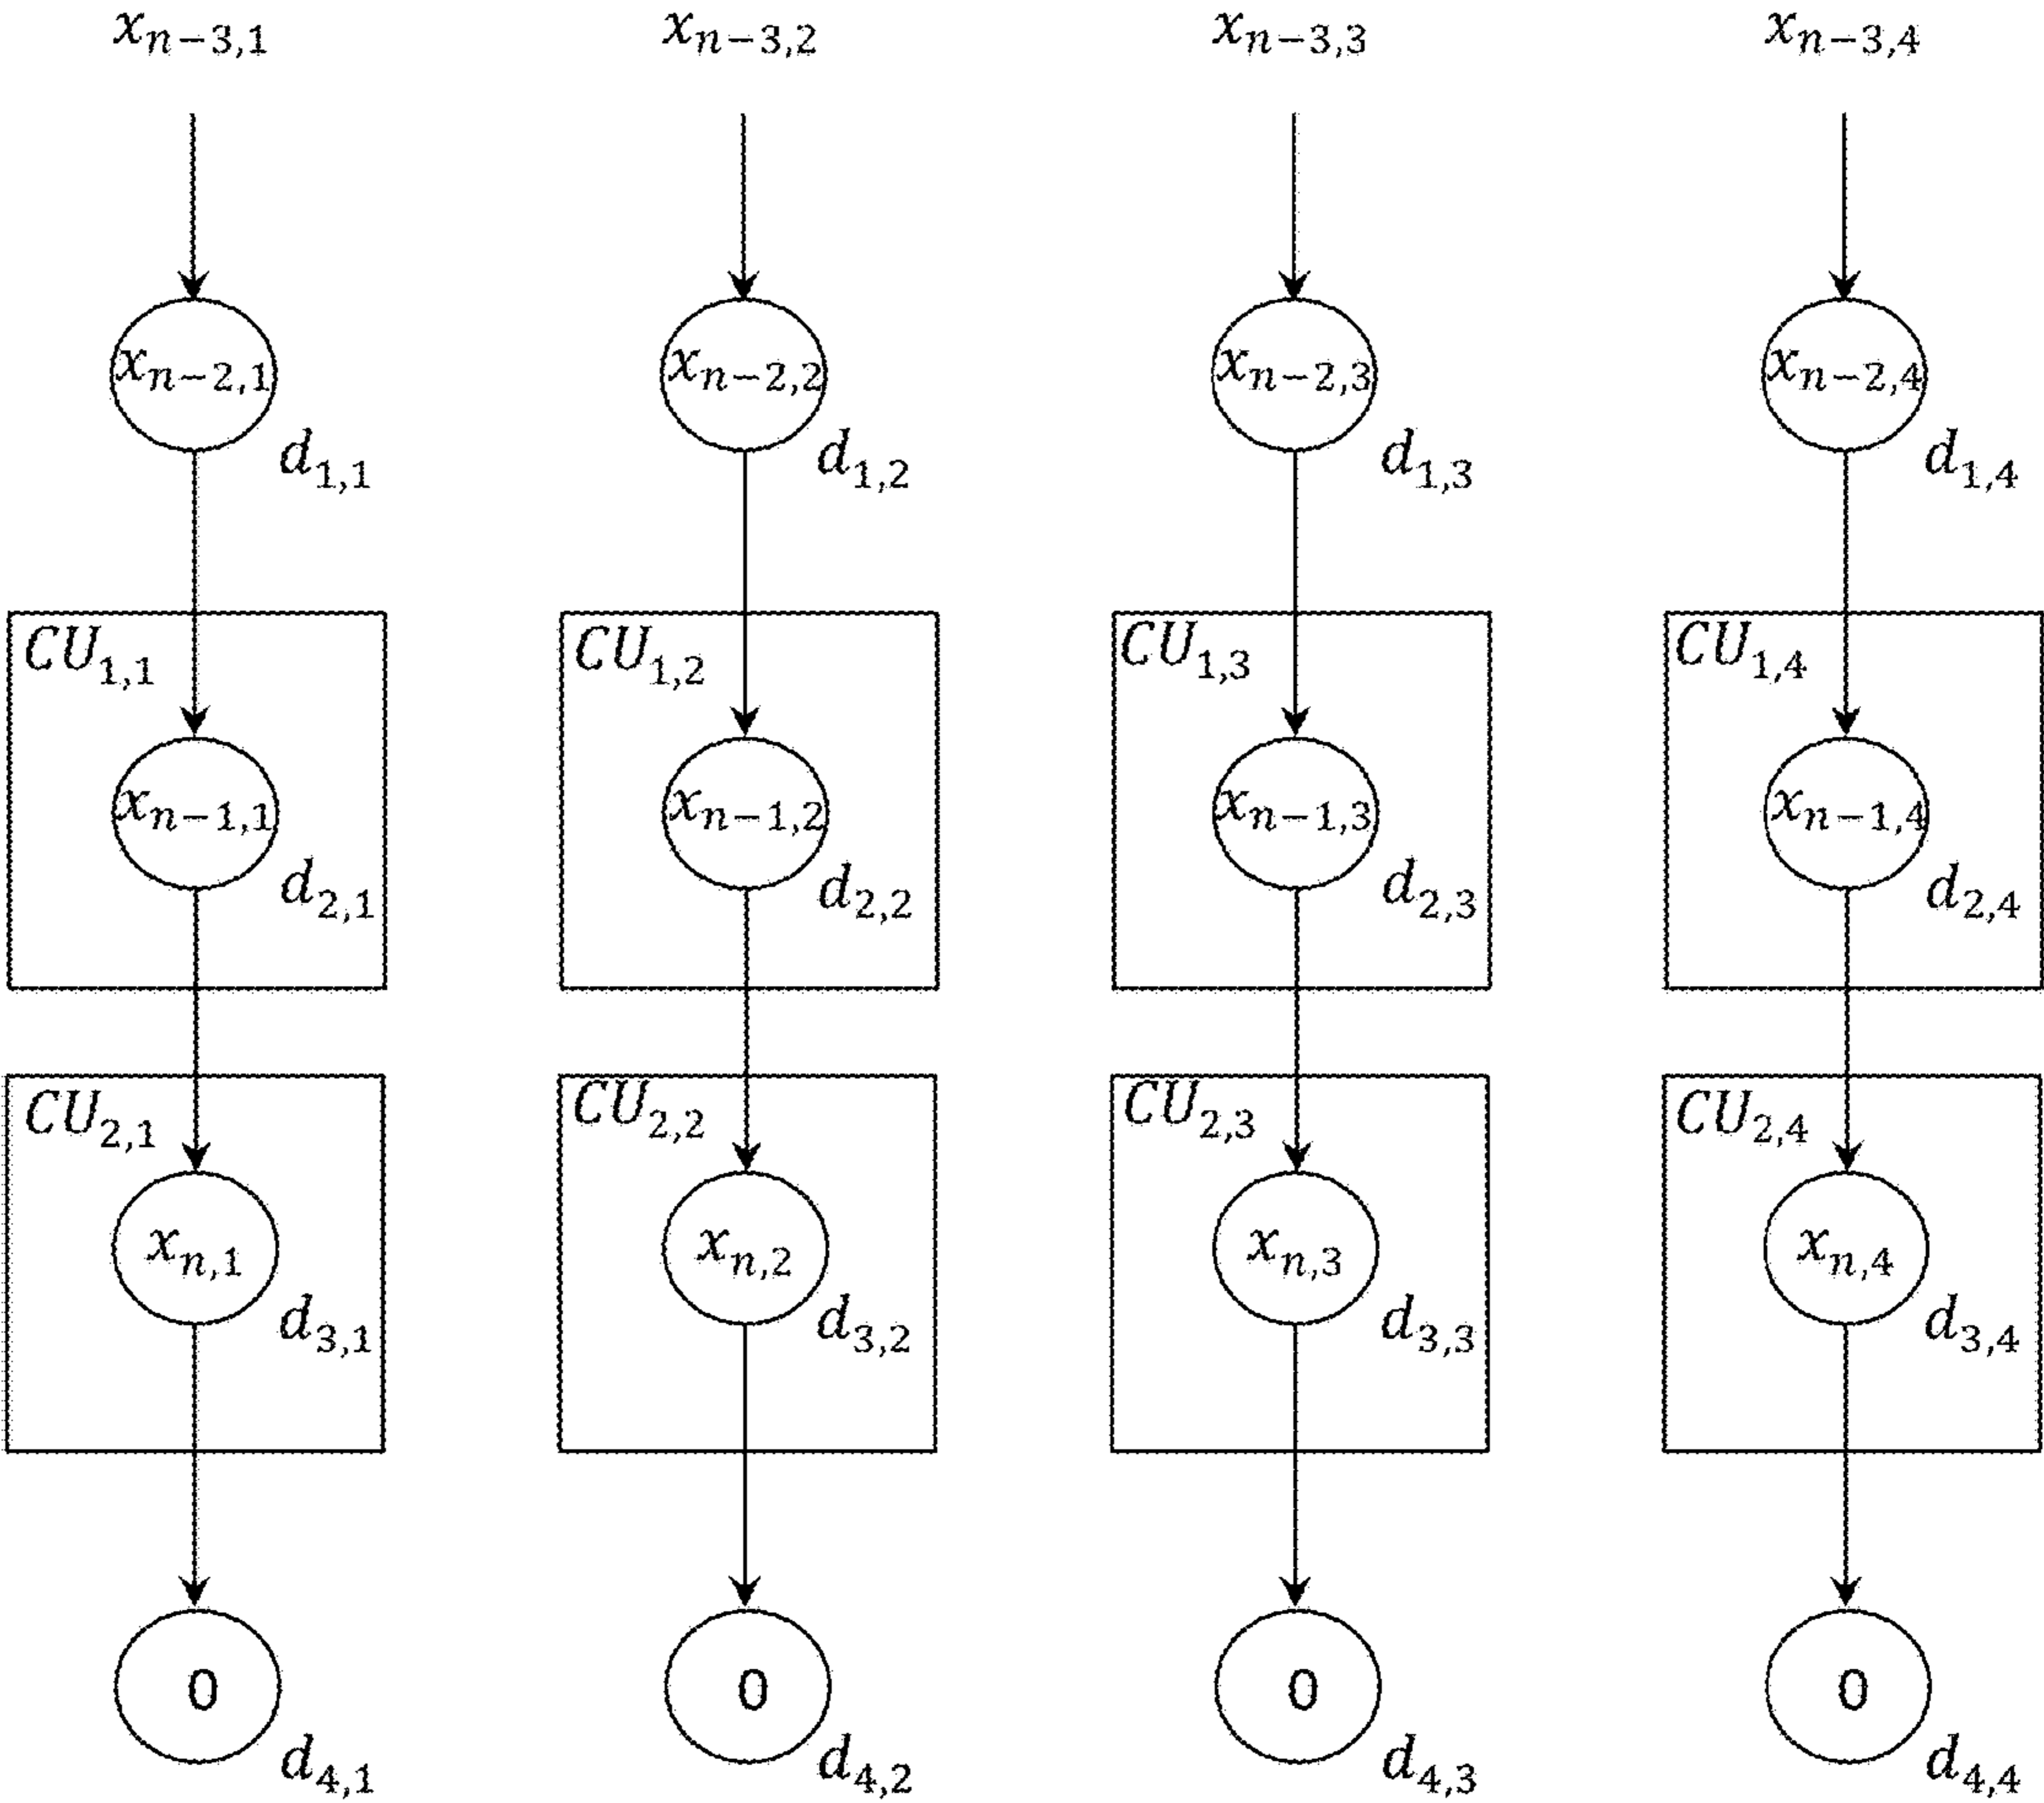 x_{n-3,1} x_{n-3,2} x_{n-3,3} x_{n-3,4}
x_{n-2,1} x_{n-2,2} x_{n-2,3} x_{n-2,4}
d_{1,1} d_{1,2} d_{1,3} d_{1,4}
CU_{1,1} CU_{1,2} CU_{1,3} CU_{1,4}
x_{n-1,1} x_{n-1,2} x_{n-1,3} x_{n-1,4}
d_{2,1} d_{2,2} d_{2,3} d_{2,4}
CU_{2,1} CU_{2,2} CU_{2,3} CU_{2,4}
x_{n,1} x_{n,2} x_{n,3} x_{n,4}
d_{3,1} d_{3,2} d_{3,3} d_{3,4}
0 0 0 0
d_{4,1} d_{4,2} d_{4,3} d_{4,4}